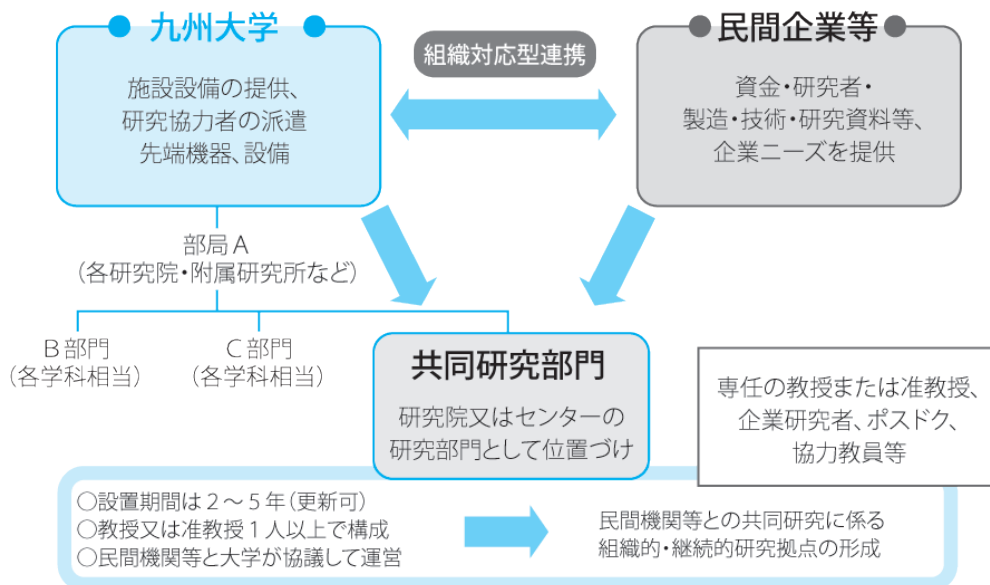 九州大学
施設設備の提供、
研究協力者の派遣
先端機器、設備
組織対応型連携
民間企業等
資金・研究者・
製造・技術・研究資料等、
企業ニーズを提供
部局A
（各研究院・附属研究所など）
B部門
（各学科相当）
C部門
（各学科相当）
共同研究部門
研究院又はセンターの
研究部門として位置づけ
専任の教授または准教授、
企業研究者、ポスドク、
協力教員等
○設置期間は2～5年（更新可）
○教授又は准教授1人以上で構成
○民間機関等と大学が協議して運営
民間機関等との共同研究に係る
組織的・継続的研究拠点の形成